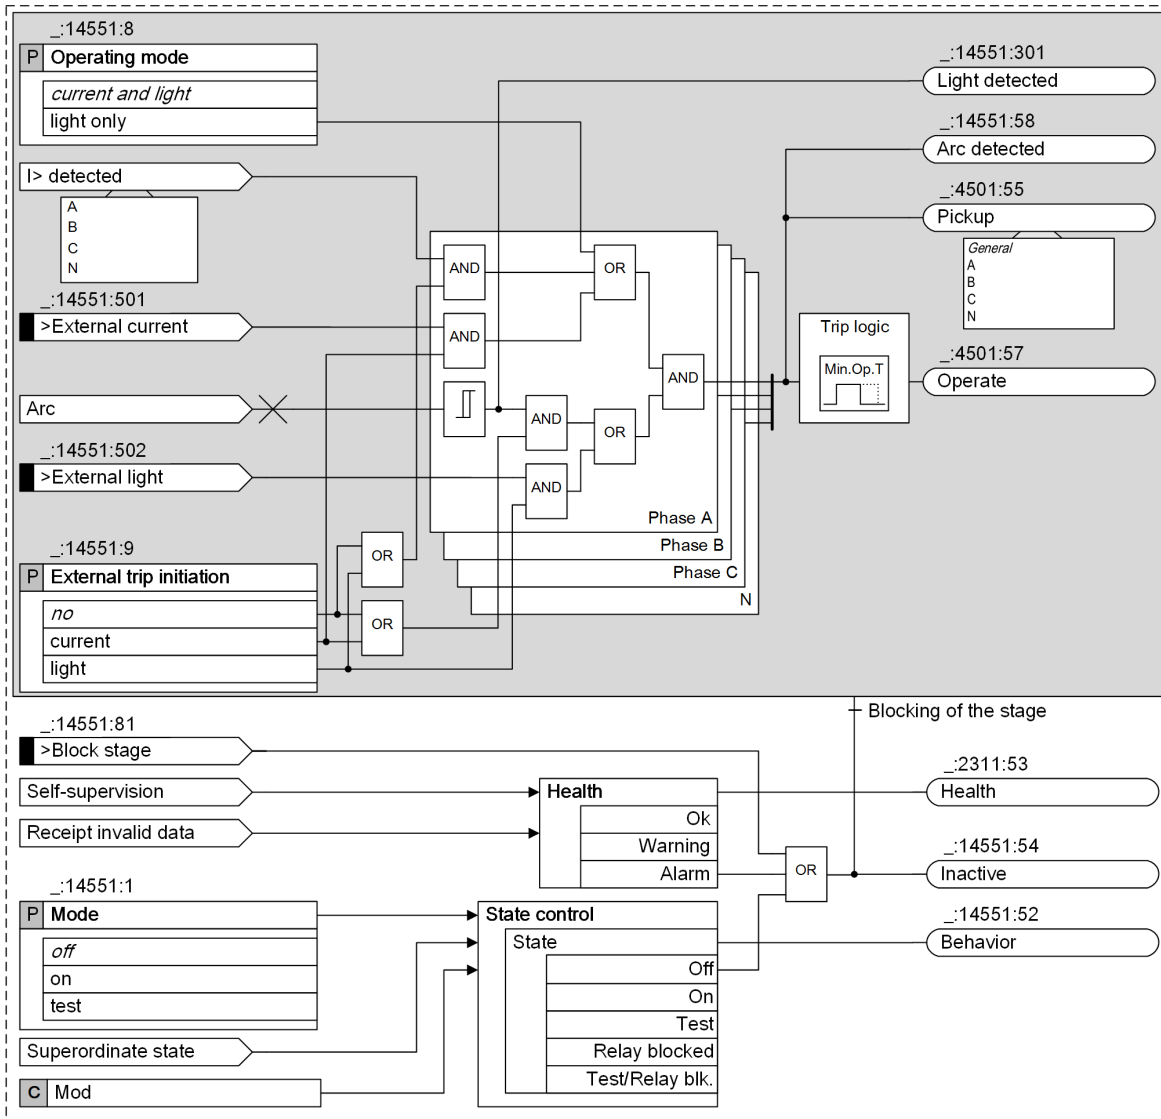 _:14551:8
P Operating mode
current and light
light only
I> detected
A
B
C
N
_:14551:501
>External current
Arc
_:14551:502
>External light
_:14551:9
P External trip initiation
no
current
light
AND
AND
AND
AND
OR
OR
AND
OR
OR
Phase A
Phase B
Phase C
N
Trip logic
Min.Op.T
_:14551:301
Light detected
_:14551:58
Arc detected
_:4501:55
Pickup
General
A
B
C
N
_:4501:57
Operate
Blocking of the stage
_:14551:81
>Block stage
Self-supervision
Receipt invalid data
Health
Ok
Warning
Alarm
OR
_:2311:53
Health
_:14551:54
Inactive
_:14551:52
Behavior
_:14551:1
P Mode
off
on
test
Superordinate state
C Mod
State control
State
Off
On
Test
Relay blocked
Test/Relay blk.